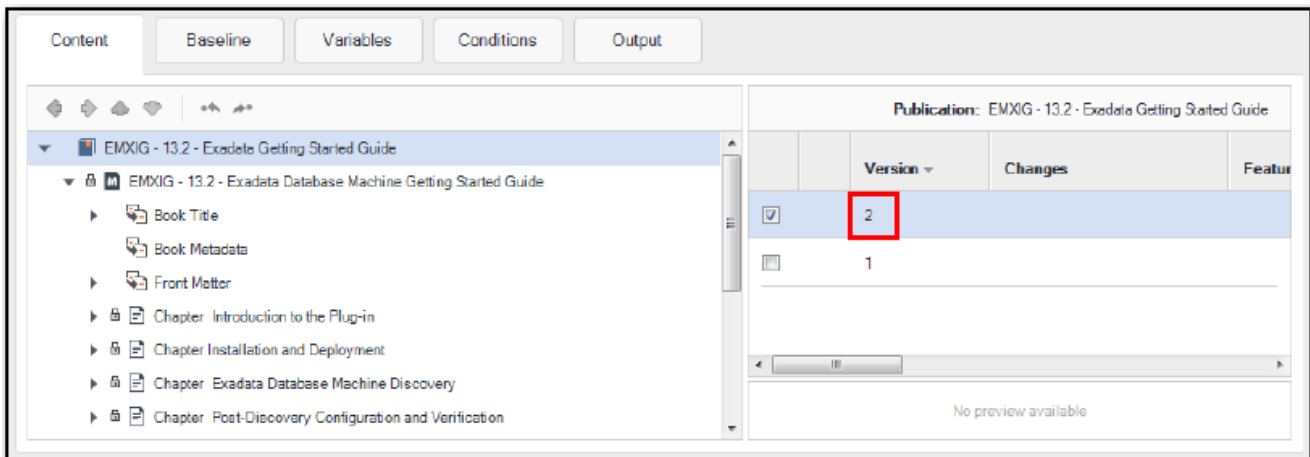 Content Baseline Variables Conditions Output
Publication: EMXIG - 13.2 - Exadata Getting Started Guide
EMXIG - 13.2 - Exadata Getting Started Guide
EMXIG - 13.2 - Exadata Database Machine Getting Started Guide
Book Title
Book Metadata
Front Matter
Chapter Introduction to the Plug-in
Chapter Installation and Deployment
Chapter Exadata Database Machine Discovery
Chapter Post-Discovery Configuration and Verification
Version Changes Featur
2
1
No preview available